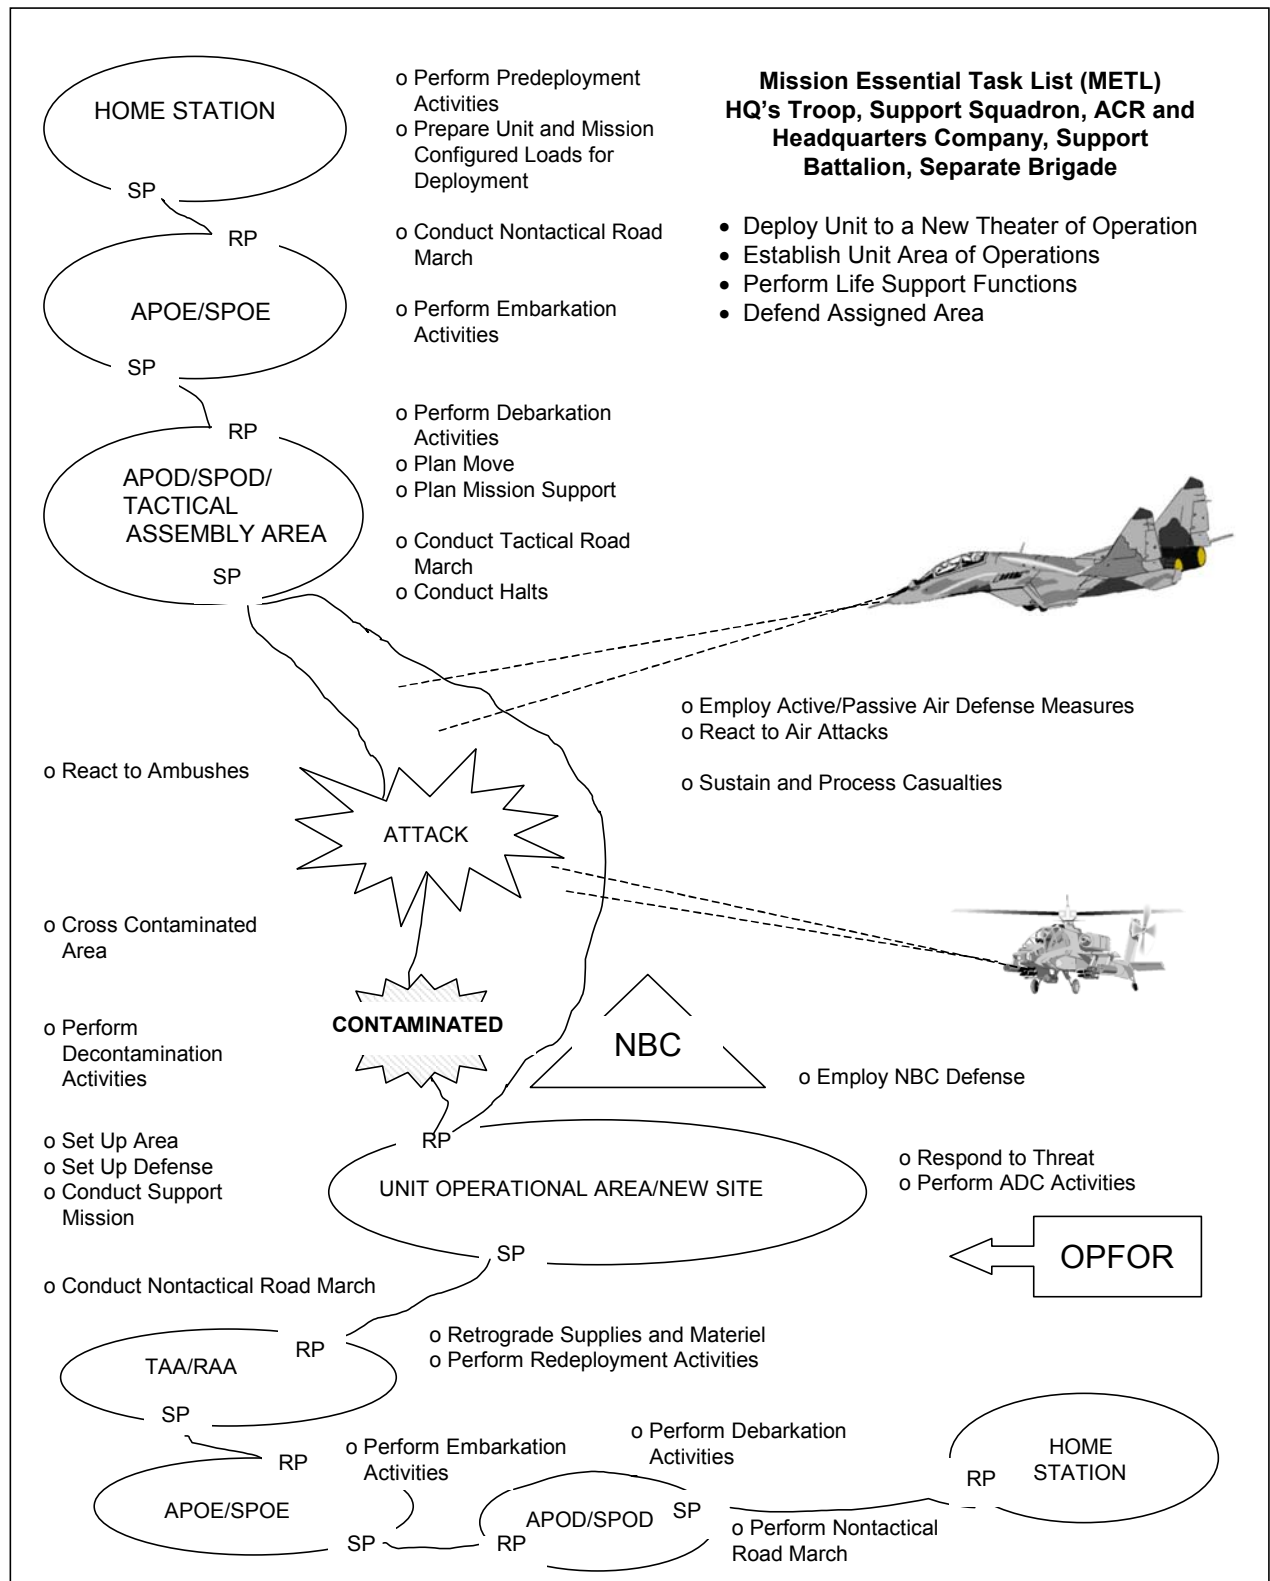 HOME STATION
SP
o Perform Predeployment
Activities
o Prepare Unit and Mission
Configured Loads for
Deployment
Mission Essential Task List (METL)
HQ's Troop, Support Squadron, ACR and
Headquarters Company, Support
Battalion, Separate Brigade
• Deploy Unit to a New Theater of Operation
• Establish Unit Area of Operations
• Perform Life Support Functions
• Defend Assigned Area
RP
APOE/SPOE
SP
o Conduct Nontactical Road
March
o Perform Embarkation
Activities
RP
APOD/SPOD/
TACTICAL
ASSEMBLY AREA
SP
o Perform Debarkation
Activities
o Plan Move
o Plan Mission Support
o Conduct Tactical Road
March
o Conduct Halts
o Employ Active/Passive Air Defense Measures
o React to Air Attacks
o Sustain and Process Casualties
o React to Ambushes
ATTACK
o Cross Contaminated
Area
CONTAMINATED
NBC
o Perform
Decontamination
Activities
o Employ NBC Defense
o Set Up Area
o Set Up Defense
o Conduct Support
Mission
RP
UNIT OPERATIONAL AREA/NEW SITE
SP
o Respond to Threat
o Perform ADC Activities
OPFOR
o Conduct Nontactical Road March
RP
TAA/RAA
SP
o Retrograde Supplies and Materiel
o Perform Redeployment Activities
RP
APOE/SPOE
SP
o Perform Embarkation
Activities
o Perform Debarkation
Activities
APOD/SPOD
SP
RP
o Perform Nontactical
Road March
HOME
STATION
RP